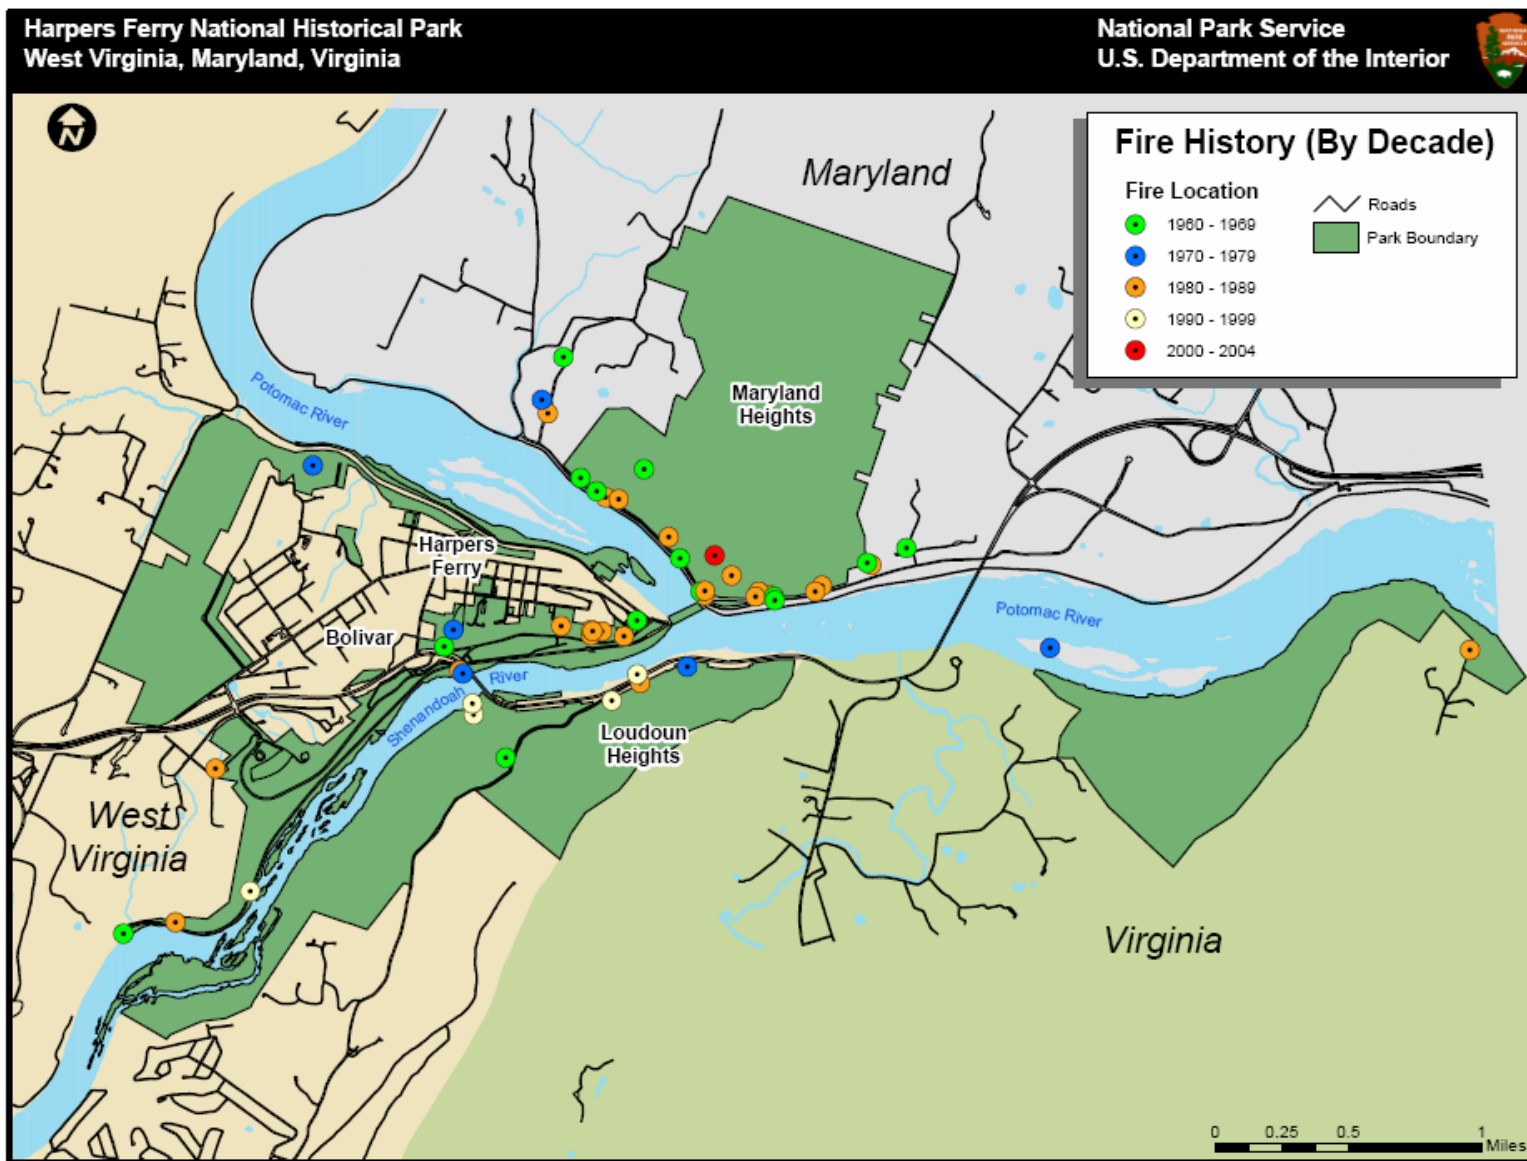 Harpers Ferry National Historical Park
West Virginia, Maryland, Virginia
National Park Service
U.S. Department of the Interior
NATIONAL
PARK
SERVICE
N
Fire History (By Decade)
Fire Location
1960 - 1969
1970 - 1979
1980 - 1989
1990 - 1999
2000 - 2004
Roads
Park Boundary
Maryland
Potomac River
Maryland
Heights
Harpers
Ferry
Bolivar
Potomac River
Shenandoah River
Loudoun
Heights
West
Virginia
Virginia
0 0.25 0.5 1
Miles